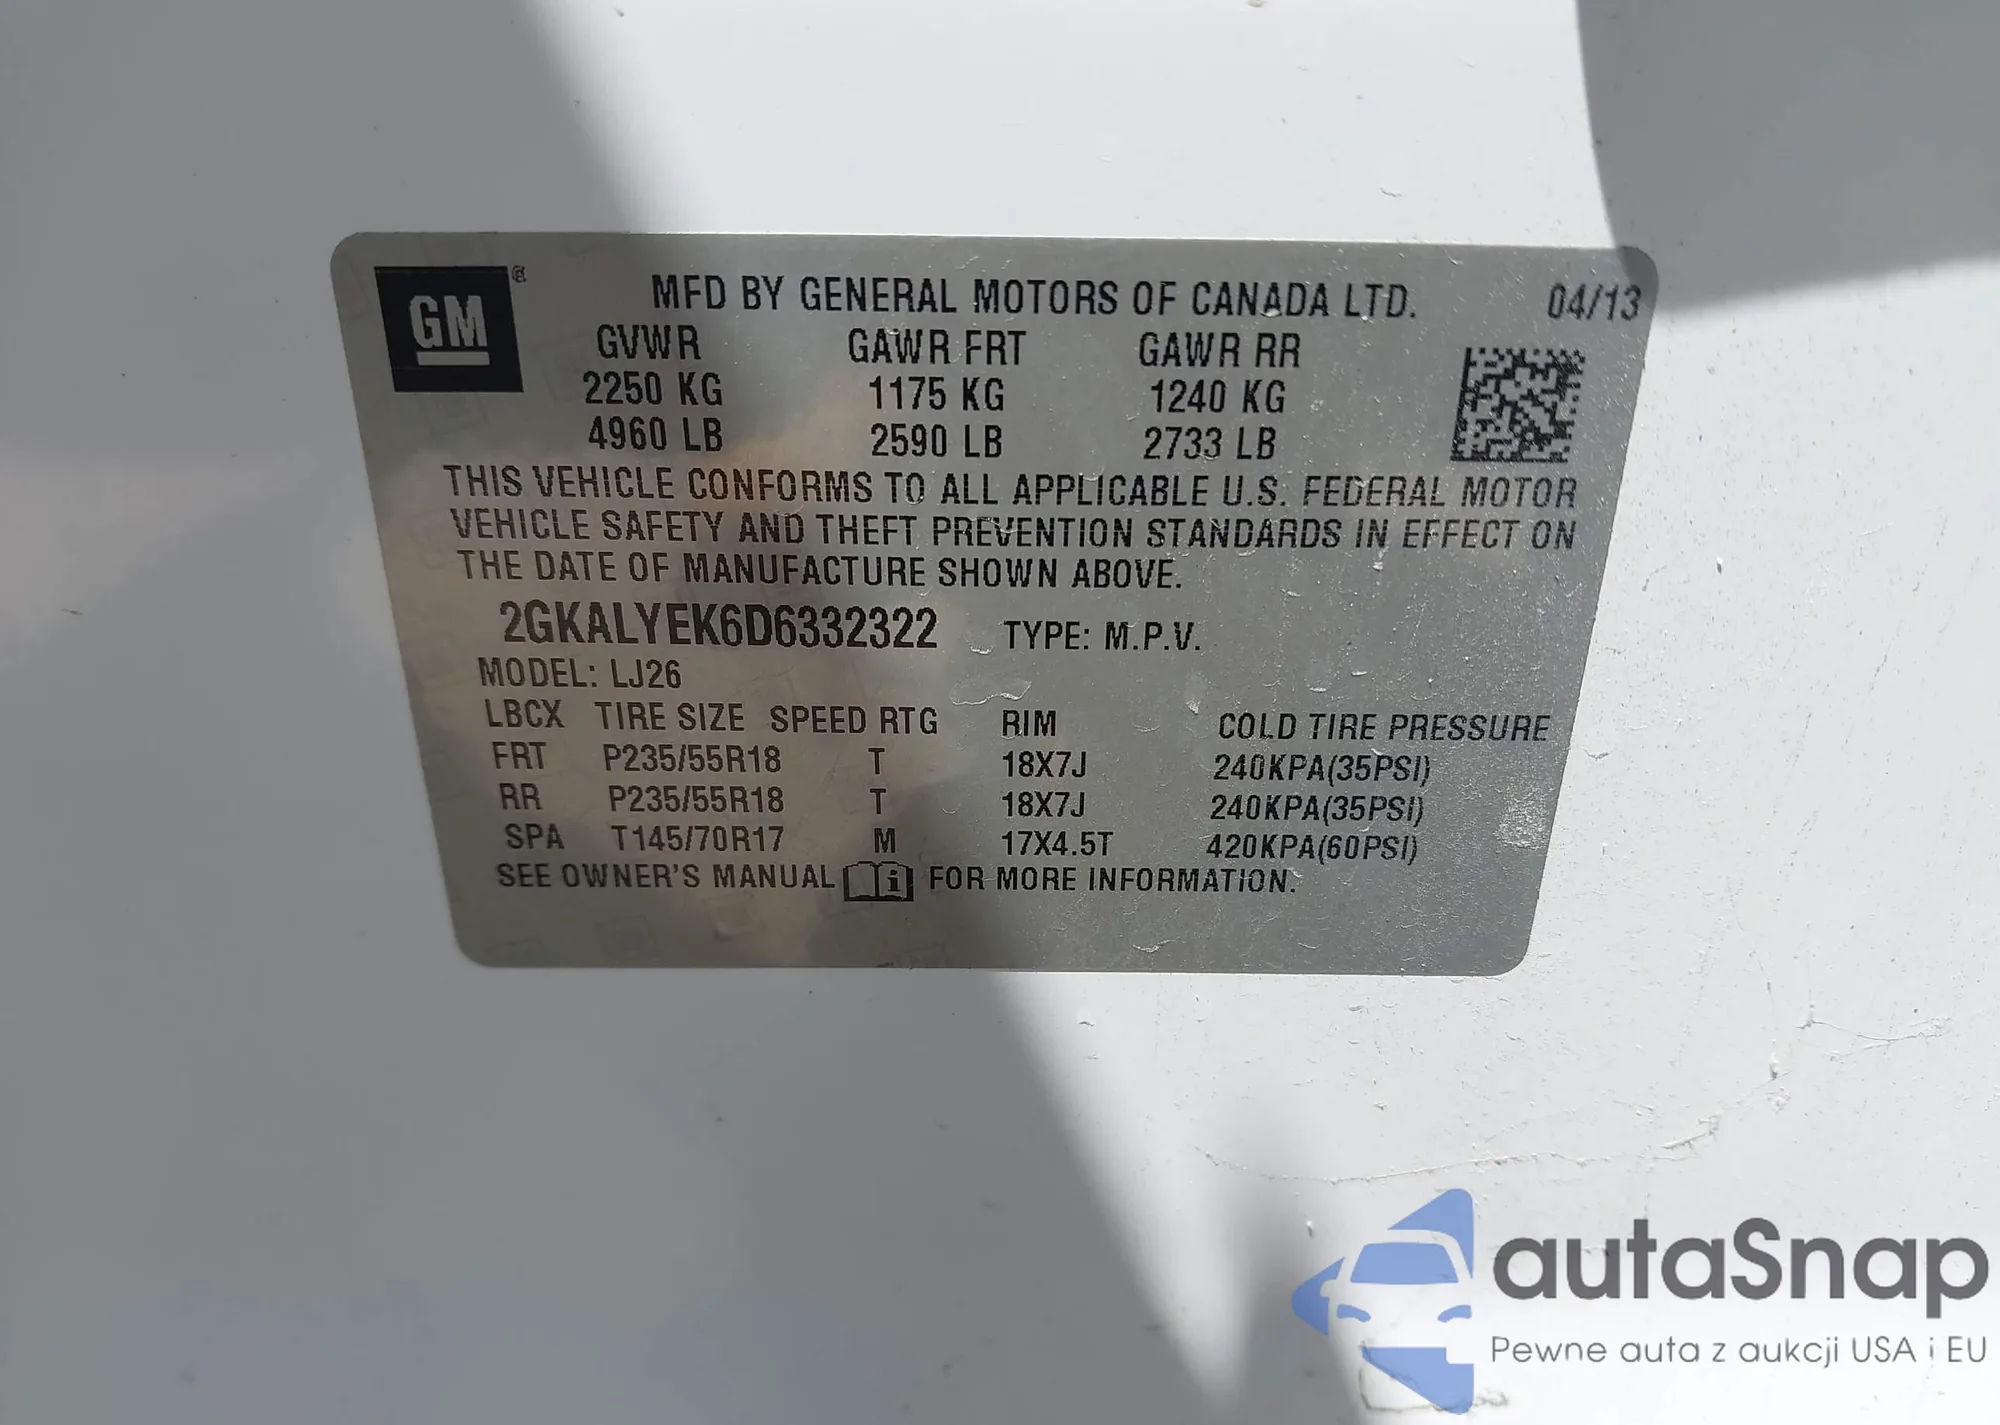 GM®
MFD BY GENERAL MOTORS OF CANADA LTD. 04/13
GVWR GAWR FRT GAWR RR
2250 KG 1175 KG 1240 KG
4960 LB 2590 LB 2733 LB
THIS VEHICLE CONFORMS TO ALL APPLICABLE U.S. FEDERAL MOTOR
VEHICLE SAFETY AND THEFT PREVENTION STANDARDS IN EFFECT ON
THE DATE OF MANUFACTURE SHOWN ABOVE.
2GKALYEK6D6332322 TYPE: M.P.V.
MODEL: LJ26
LBCX TIRE SIZE SPEED RTG RIM COLD TIRE PRESSURE
FRT P235/55R18 T 18X7J 240KPA(35PSI)
RR P235/55R18 T 18X7J 240KPA(35PSI)
SPA T145/70R17 M 17X4.5T 420KPA(60PSI)
SEE OWNER'S MANUAL i FOR MORE INFORMATION.
autaSnap
Pewne auta z aukcji USA i EU